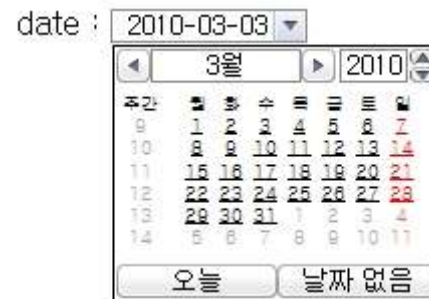 date : 2010-03-03
3월 2010
주간 월 화 수 목 금 토 일
9 1 2 3 4 5 6 7
10 8 9 10 11 12 13 14
11 15 16 17 18 19 20 21
12 22 23 24 25 26 27 28
13 29 30 31 1 2 3 4
14 5 6 7 8 9 10 11
오늘 날짜 없음